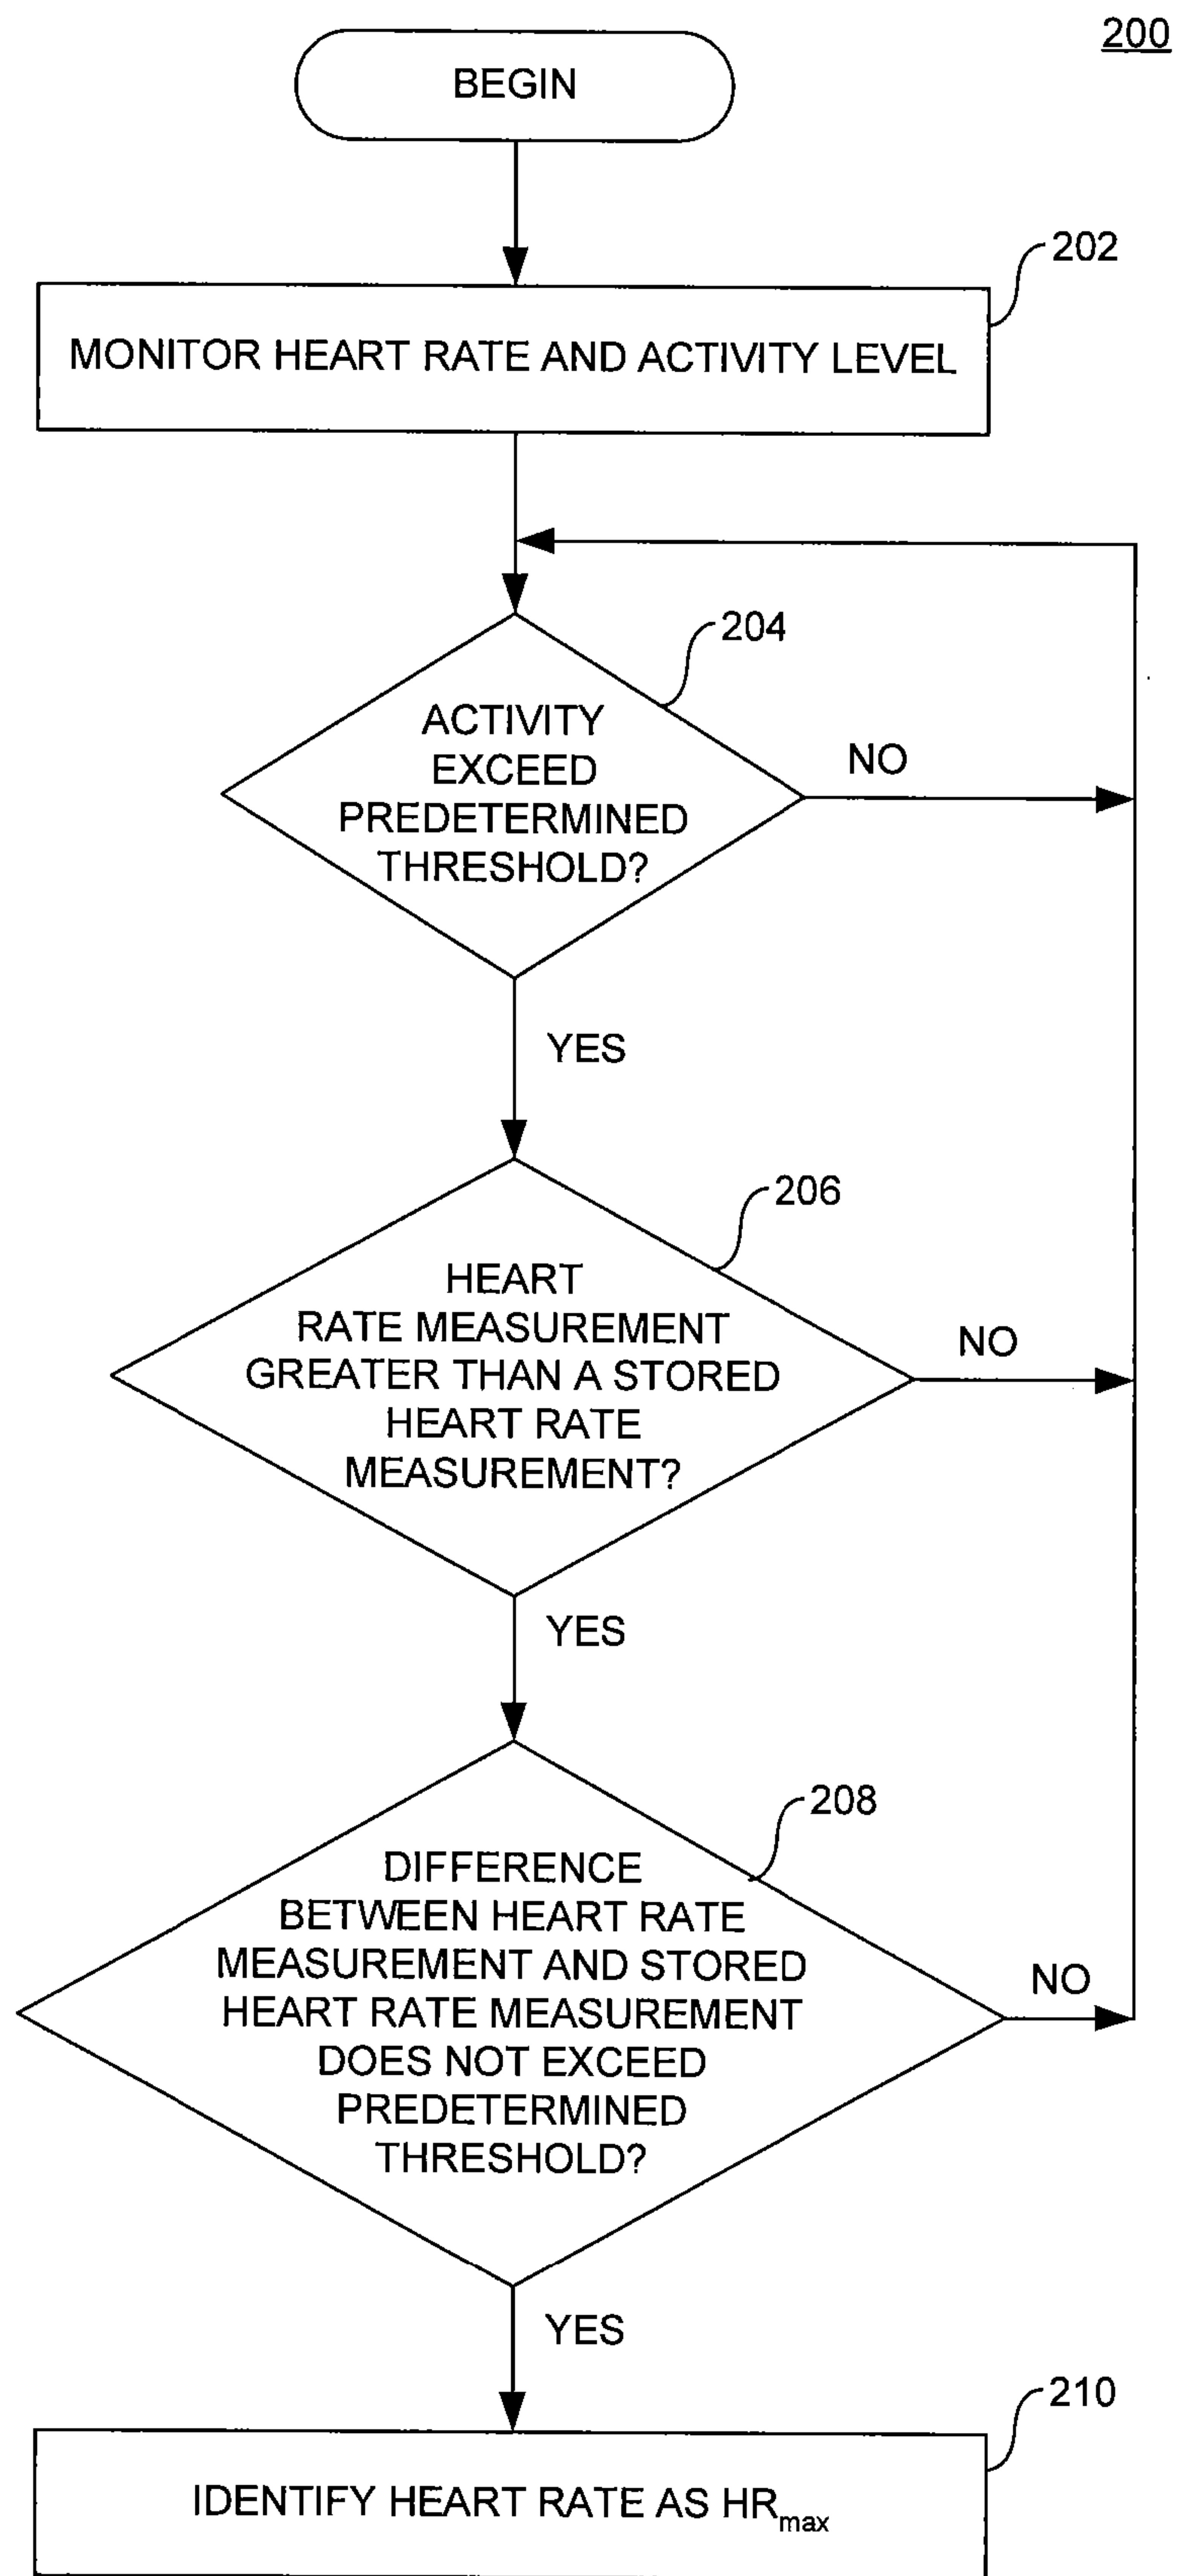 200
BEGIN
202
MONITOR HEART RATE AND ACTIVITY LEVEL
204
ACTIVITY
EXCEED
PREDETERMINED
THRESHOLD?
NO
YES
206
HEART
RATE MEASUREMENT
GREATER THAN A STORED
HEART RATE
MEASUREMENT?
NO
YES
208
DIFFERENCE
BETWEEN HEART RATE
MEASUREMENT AND STORED
HEART RATE MEASUREMENT
DOES NOT EXCEED
PREDETERMINED
THRESHOLD?
NO
YES
210
IDENTIFY HEART RATE AS HRmax